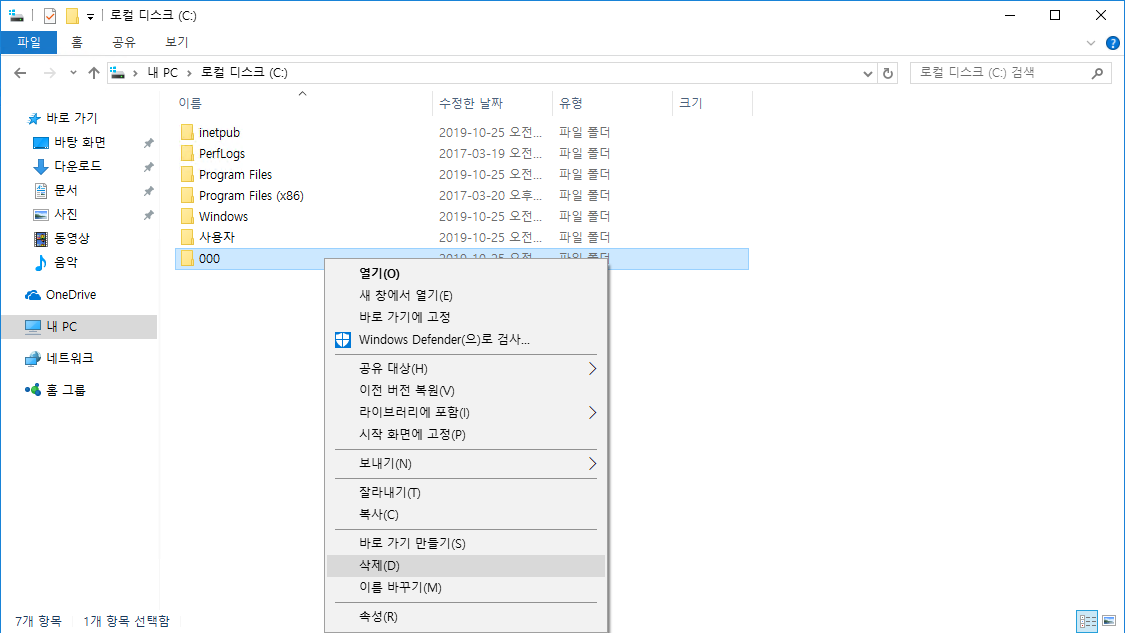 로컬 디스크 (C:)
파일 홈 공유 보기
내 PC 로컬 디스크 (C:) 로컬 디스크 (C:) 검색
이름 수정한 날짜 유형 크기
바로 가기
바탕 화면
다운로드
문서
사진
동영상
음악
OneDrive
내 PC
네트워크
홈 그룹
inetpub 2019-10-25 오전... 파일 폴더
PerfLogs 2017-03-19 오전... 파일 폴더
Program Files 2019-10-25 오전... 파일 폴더
Program Files (x86) 2017-03-20 오후... 파일 폴더
Windows 2019-10-25 오전... 파일 폴더
사용자 2019-10-25 오전... 파일 폴더
000 2019-10-25 오전... 파일 폴더
열기(O)
새 창에서 열기(E)
바로 가기에 고정
Windows Defender(으)로 검사...
공유 대상(H)
이전 버전 복원(V)
라이브러리에 포함(I)
시작 화면에 고정(P)
보내기(N)
잘라내기(T)
복사(C)
바로 가기 만들기(S)
삭제(D)
이름 바꾸기(M)
속성(R)
7개 항목 1개 항목 선택함